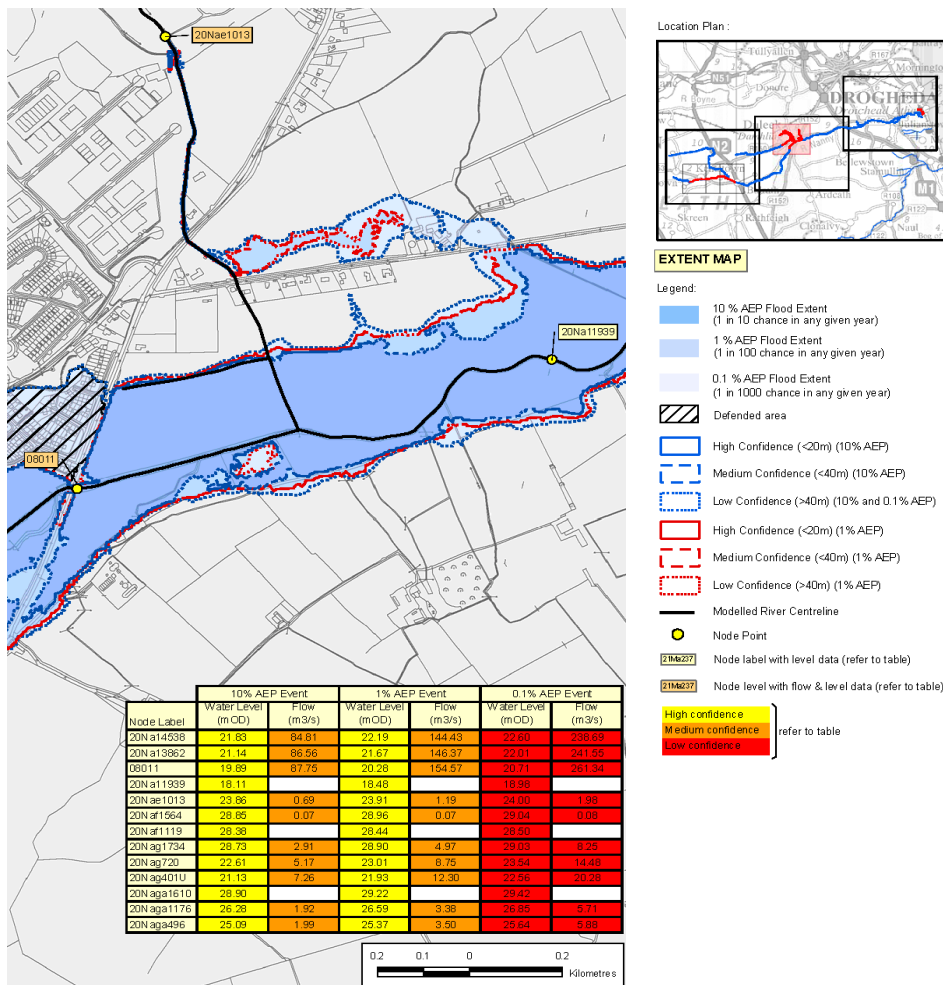 20Nae1013
20Na11939
08011
Location Plan :
DROGHEDA
EXTENT MAP
Legend:
10 % AEP Flood Extent
(1 in 10 chance in any given year)
1 % AEP Flood Extent
(1 in 100 chance in any given year)
0.1 % AEP Flood Extent
(1 in 1000 chance in any given year)
Defended area
High Confidence (<20m) (10% AEP)
Medium Confidence (<40m) (10% AEP)
Low Confidence (>40m) (10% and 0.1% AEP)
High Confidence (<20m) (1% AEP)
Medium Confidence (<40m) (1% AEP)
Low Confidence (>40m) (1% AEP)
Modelled River Centreline
Node Point
21Ma237 Node label with level data (refer to table)
21Ma237 Node level with flow & level data (refer to table)
High confidence
Medium confidence
Low confidence
refer to table
10% AEP Event 1% AEP Event 0.1% AEP Event
Node Label Water Level (mOD) Flow (m3/s) Water Level (mOD) Flow (m3/s) Water Level (mOD) Flow (m3/s)
20Na14538 21.83 84.81 22.19 144.43 22.60 238.69
20Na13862 21.14 86.56 21.67 146.37 22.01 241.55
08011 19.89 87.75 20.28 154.57 20.71 261.34
20Na11939 18.11 18.48 18.98
20Nae1013 23.86 0.69 23.91 1.19 24.00 1.98
20Naf1564 28.85 0.07 28.96 0.07 29.04 0.08
20Naf1119 28.38 28.44 28.50
20Nag1734 28.73 2.91 28.90 4.97 29.03 8.25
20Nag720 22.61 5.17 23.01 8.75 23.54 14.48
20Nag401U 21.13 7.26 21.93 12.30 22.56 20.28
20Naga1610 28.90 29.22 29.42
20Naga1176 26.28 1.92 26.59 3.38 26.85 5.71
20Naga496 25.09 1.99 25.37 3.50 25.64 5.88
0.2 0.1 0 0.2
Kilometres